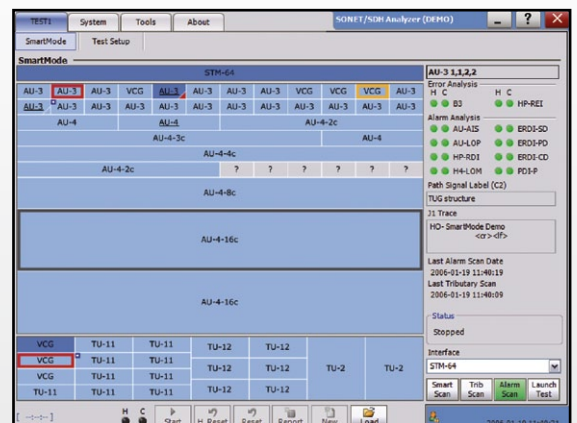 TEST1 System Tools About SONET/SDH Analyzer (DEMO) ? X
SmartMode Test Setup
SmartMode
STM-64
AU-3 AU-3 AU-3 VCG AU-3 AU-3 AU-3 AU-3 VCG VCG VCG AU-3
AU-3 AU-3 AU-3 AU-3 AU-3 AU-3 AU-3 AU-3 AU-3 AU-3 AU-3 AU-3
AU-4 AU-4 AU-4-2c
AU-4-3c AU-4
AU-4-4c
AU-4-2c ? ? ? ? ? ?
AU-4-8c
AU-4-16c
AU-4-16c
VCG TU-11 TU-11 TU-12 TU-12 TU-2 TU-2
VCG TU-11 TU-11 TU-12 TU-12
VCG TU-11 TU-11
TU-11 TU-11 TU-11 TU-12 TU-12
AU-3 1,1,2,2
Error Analysis
H C H C
B3 HP-REI
Alarm Analysis
AU-AIS ERDI-SD
AU-LOP ERDI-PD
HP-RDI ERDI-CD
H4-LOM PDI-P
Path Signal Label (C2)
TUG structure
J1 Trace
HO- SmartMode Demo
<cr><lf>
Last Alarm Scan Date
2006-01-19 11:40:19
Last Tributary Scan
2006-01-19 11:40:09
Status
Stopped
Interface
STM-64
Smart Scan Trib Scan Alarm Scan Launch Test
[ --:--:-- ] H C Start H. Reset Reset Report New Load